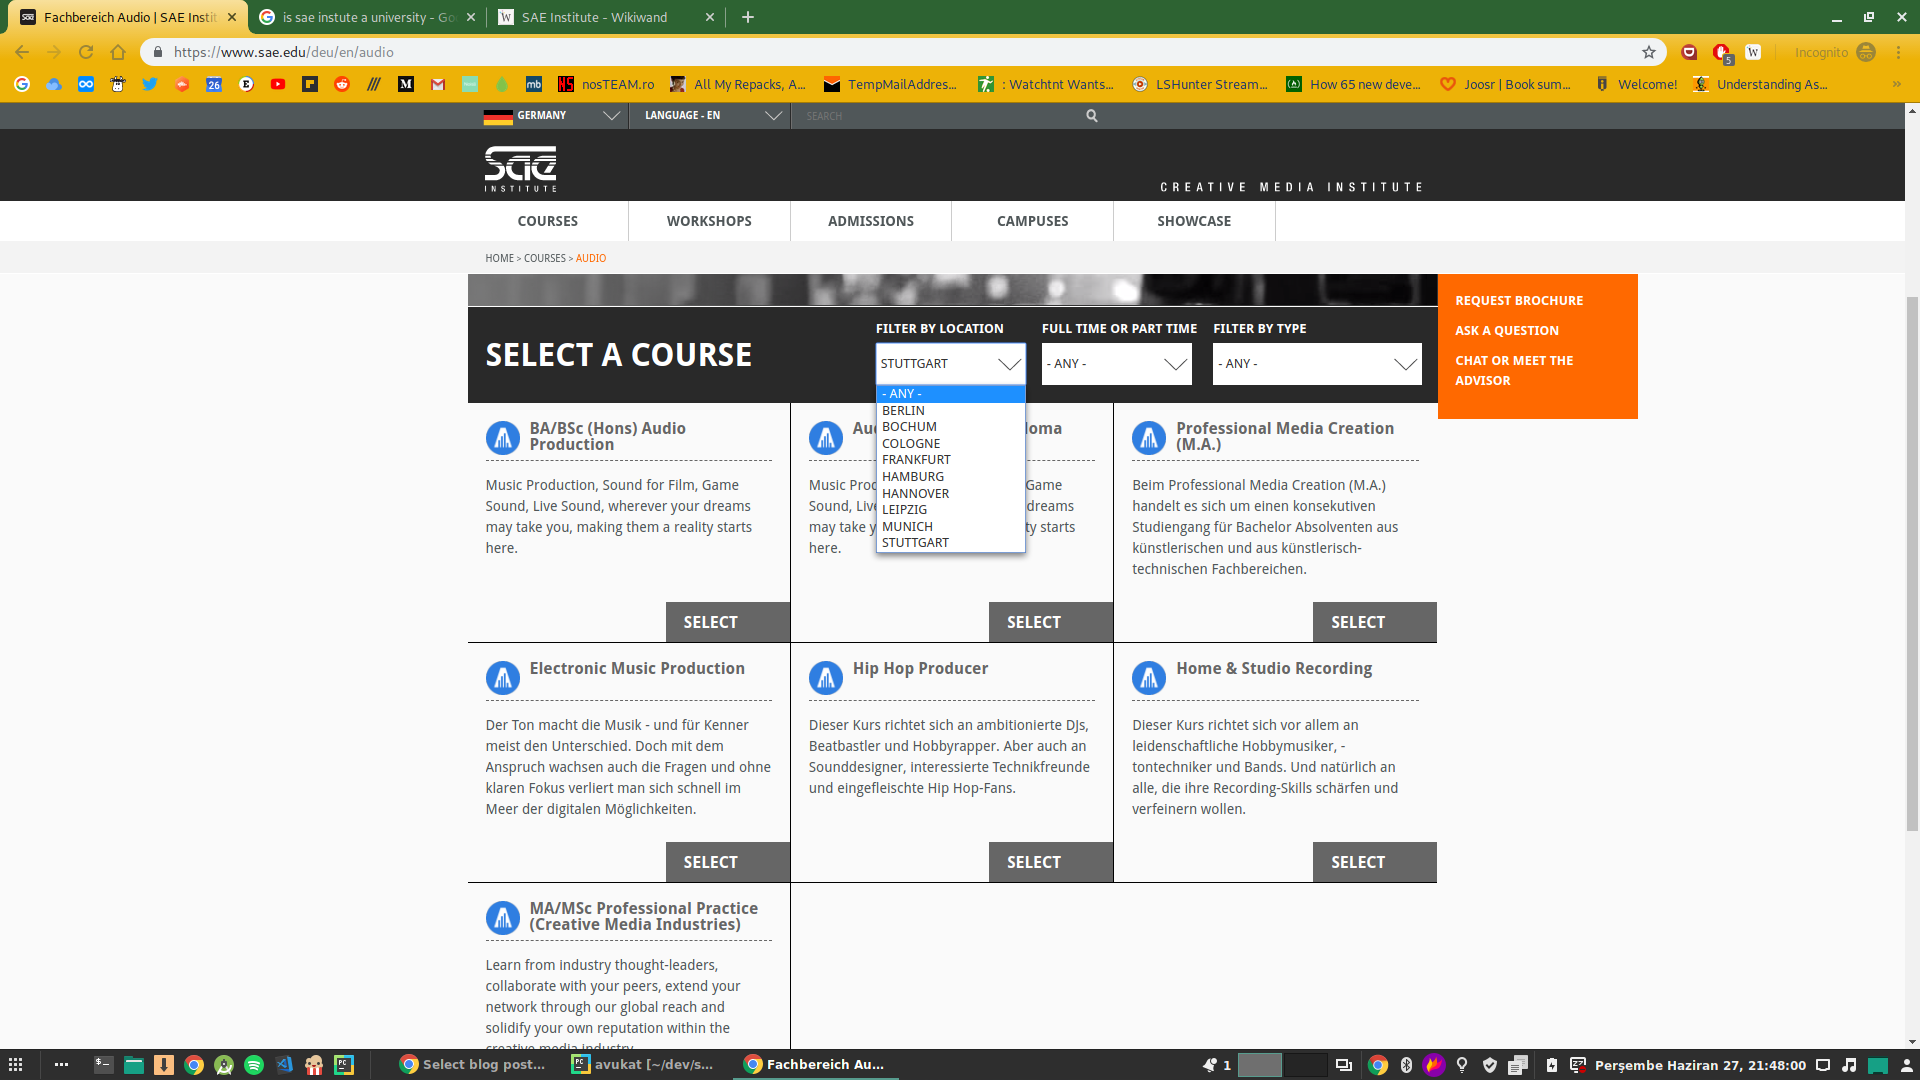 Fachbereich Audio | SAE Instit
is sae instute a university - Go
SAE Institute - Wikiwand
https://www.sae.edu/deu/en/audio
Incognito
5
26
mb
nosTEAM.ro
All My Repacks, A...
TempMailAddres...
: Watchtnt Wants...
LSHunter Stream...
How 65 new deve...
Joosr | Book sum...
Welcome!
Understanding As...
GERMANY
LANGUAGE - EN
SEARCH
sae
INSTITUTE
CREATIVE MEDIA INSTITUTE
COURSES
WORKSHOPS
ADMISSIONS
CAMPUSES
SHOWCASE
HOME > COURSES > AUDIO
REQUEST BROCHURE
ASK A QUESTION
CHAT OR MEET THE
ADVISOR
SELECT A COURSE
FILTER BY LOCATION
STUTTGART
FULL TIME OR PART TIME
- ANY -
FILTER BY TYPE
- ANY -
- ANY -
BERLIN
BOCHUM
COLOGNE
FRANKFURT
HAMBURG
HANNOVER
LEIPZIG
MUNICH
STUTTGART
BA/BSc (Hons) Audio
Production
Music Production, Sound for Film, Game
Sound, Live Sound, wherever your dreams
may take you, making them a reality starts
here.
SELECT
Au loma
Music Proc Game
Sound, Live dreams
may take y ty starts
here.
SELECT
Professional Media Creation
(M.A.)
Beim Professional Media Creation (M.A.)
handelt es sich um einen konsekutiven
Studiengang für Bachelor Absolventen aus
künstlerischen und aus künstlerisch-
technischen Fachbereichen.
SELECT
Electronic Music Production
Der Ton macht die Musik - und für Kenner
meist den Unterschied. Doch mit dem
Anspruch wachsen auch die Fragen und ohne
klaren Fokus verliert man sich schnell im
Meer der digitalen Möglichkeiten.
SELECT
Hip Hop Producer
Dieser Kurs richtet sich an ambitionierte DJs,
Beatbastler und Hobbyrapper. Aber auch an
Sounddesigner, interessierte Technikfreunde
und eingefleischte Hip Hop-Fans.
SELECT
Home & Studio Recording
Dieser Kurs richtet sich vor allem an
leidenschaftliche Hobbymusiker, -
tontechniker und Bands. Und natürlich an
alle, die ihre Recording-Skills schärfen und
verfeinern wollen.
SELECT
MA/MSc Professional Practice
(Creative Media Industries)
Learn from industry thought-leaders,
collaborate with your peers, extend your
network through our global reach and
solidify your own reputation within the
creative media industry.
Select blog post...
avukat [~/dev/s...
Fachbereich Au...
1
Perşembe Haziran 27, 21:48:00